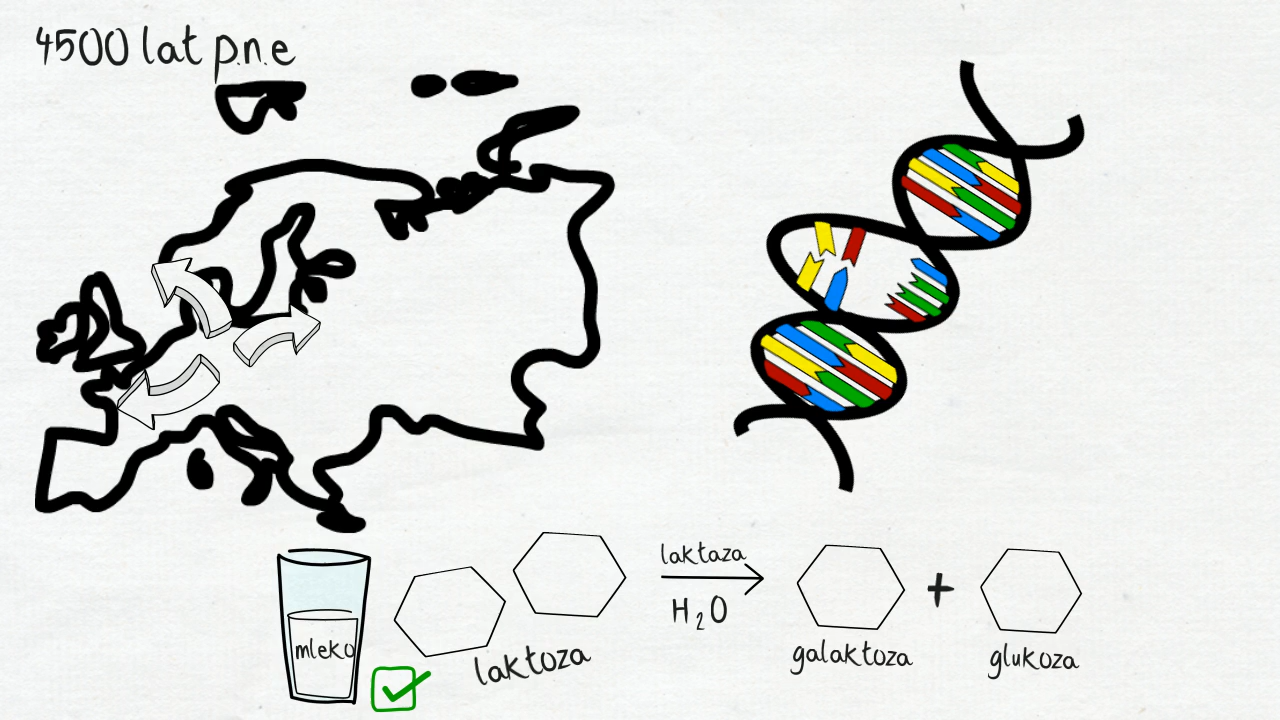 4500 lat p.n.e
mleko
laktoza
laktaza
H₂O
galaktoza
+
glukoza